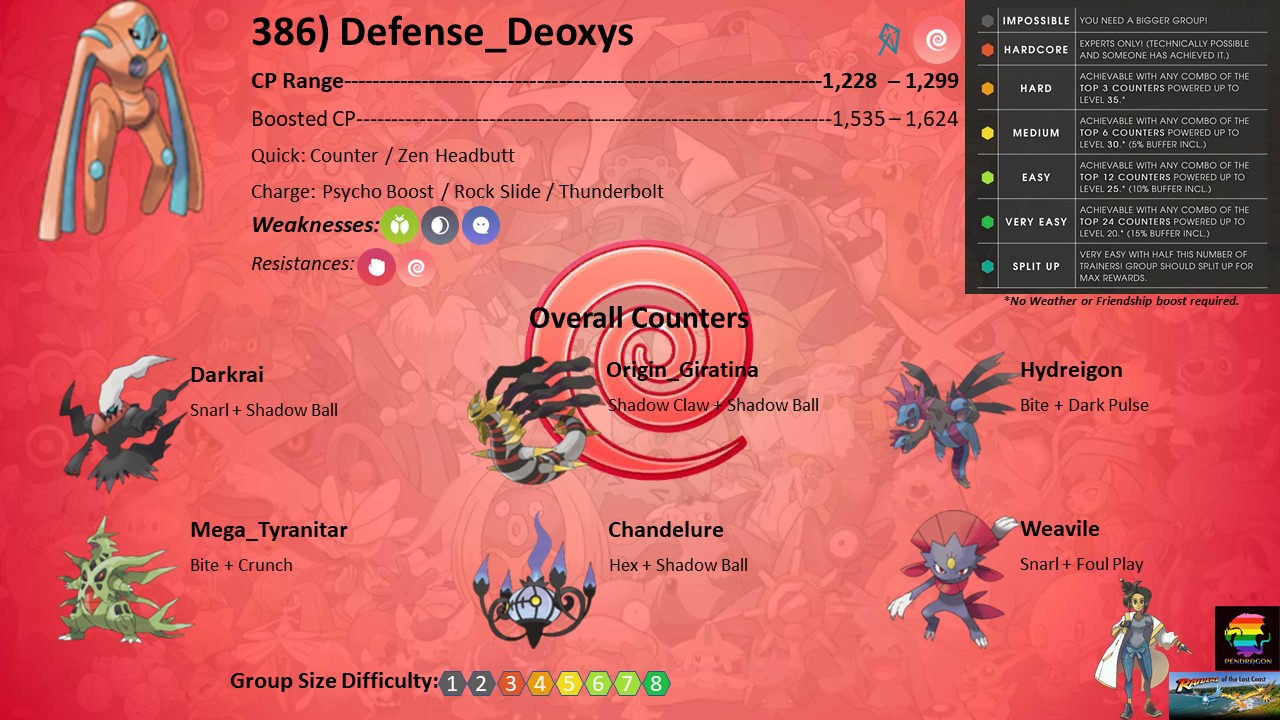 386) Defense_Deoxys
CP Range--------------------------------------------------------------------------------1,228 – 1,299
Boosted CP--------------------------------------------------------------------------------1,535 – 1,624
Quick: Counter / Zen Headbutt
Charge: Psycho Boost / Rock Slide / Thunderbolt
Weaknesses:
Resistances:
IMPOSSIBLE YOU NEED A BIGGER GROUP!
HARDCORE EXPERTS ONLY! (TECHNICALLY POSSIBLE
AND SOMEONE HAS ACHIEVED IT.)
HARD ACHIEVABLE WITH ANY COMBO OF THE
TOP 3 COUNTERS POWERED UP TO
LEVEL 35.*
MEDIUM ACHIEVABLE WITH ANY COMBO OF THE
TOP 6 COUNTERS POWERED UP TO
LEVEL 30.* (5% BUFFER INCL.)
EASY ACHIEVABLE WITH ANY COMBO OF THE
TOP 12 COUNTERS POWERED UP TO
LEVEL 25.* (10% BUFFER INCL.)
VERY EASY ACHIEVABLE WITH ANY COMBO OF THE
TOP 24 COUNTERS POWERED UP TO
LEVEL 20.* (15% BUFFER INCL.)
SPLIT UP VERY EASY WITH HALF THIS NUMBER OF
TRAINERS! GROUP SHOULD SPLIT UP FOR
MAX REWARDS.
*No Weather or Friendship boost required.
Overall Counters
Darkrai
Snarl + Shadow Ball
Origin_Giratina
Shadow Claw + Shadow Ball
Hydreigon
Bite + Dark Pulse
Mega_Tyranitar
Bite + Crunch
Chandelure
Hex + Shadow Ball
Weavile
Snarl + Foul Play
Group Size Difficulty: 1 2 3 4 5 6 7 8
PENDRAGON
RAIDERS of the Lost Coast